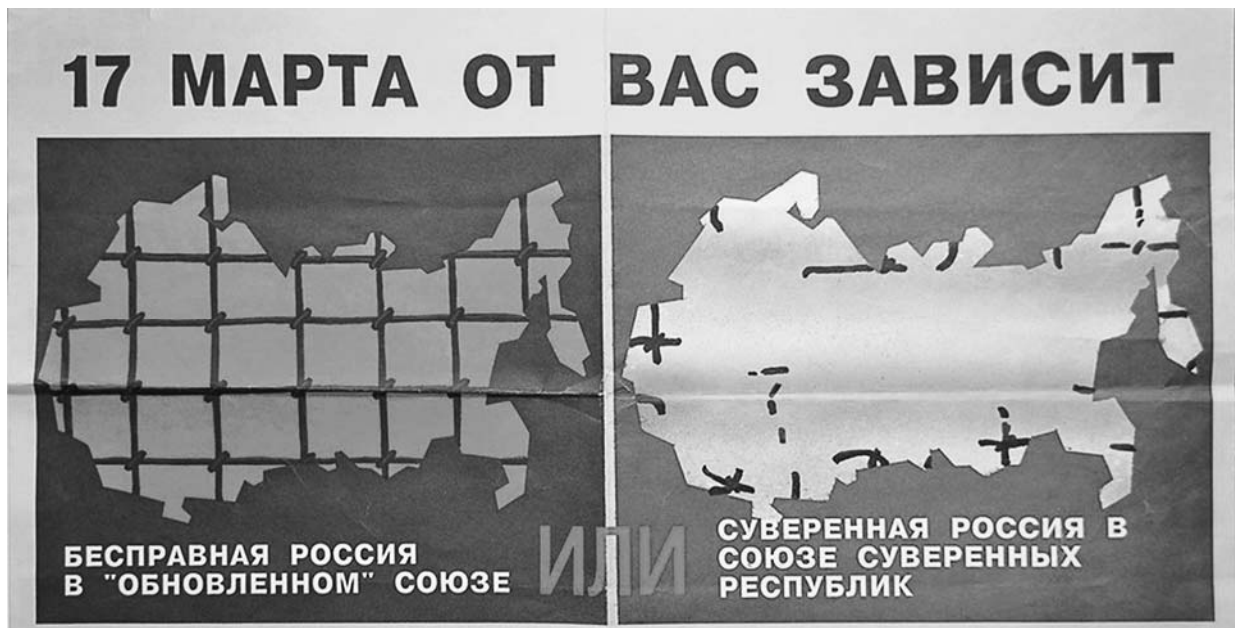 17 МАРТА ОТ ВАС ЗАВИСИТ
БЕСПРАВНАЯ РОССИЯ
В "ОБНОВЛЕННОМ" СОЮЗЕ
ИЛИ
СУВЕРЕННАЯ РОССИЯ В
СОЮЗЕ СУВЕРЕННЫХ
РЕСПУБЛИК